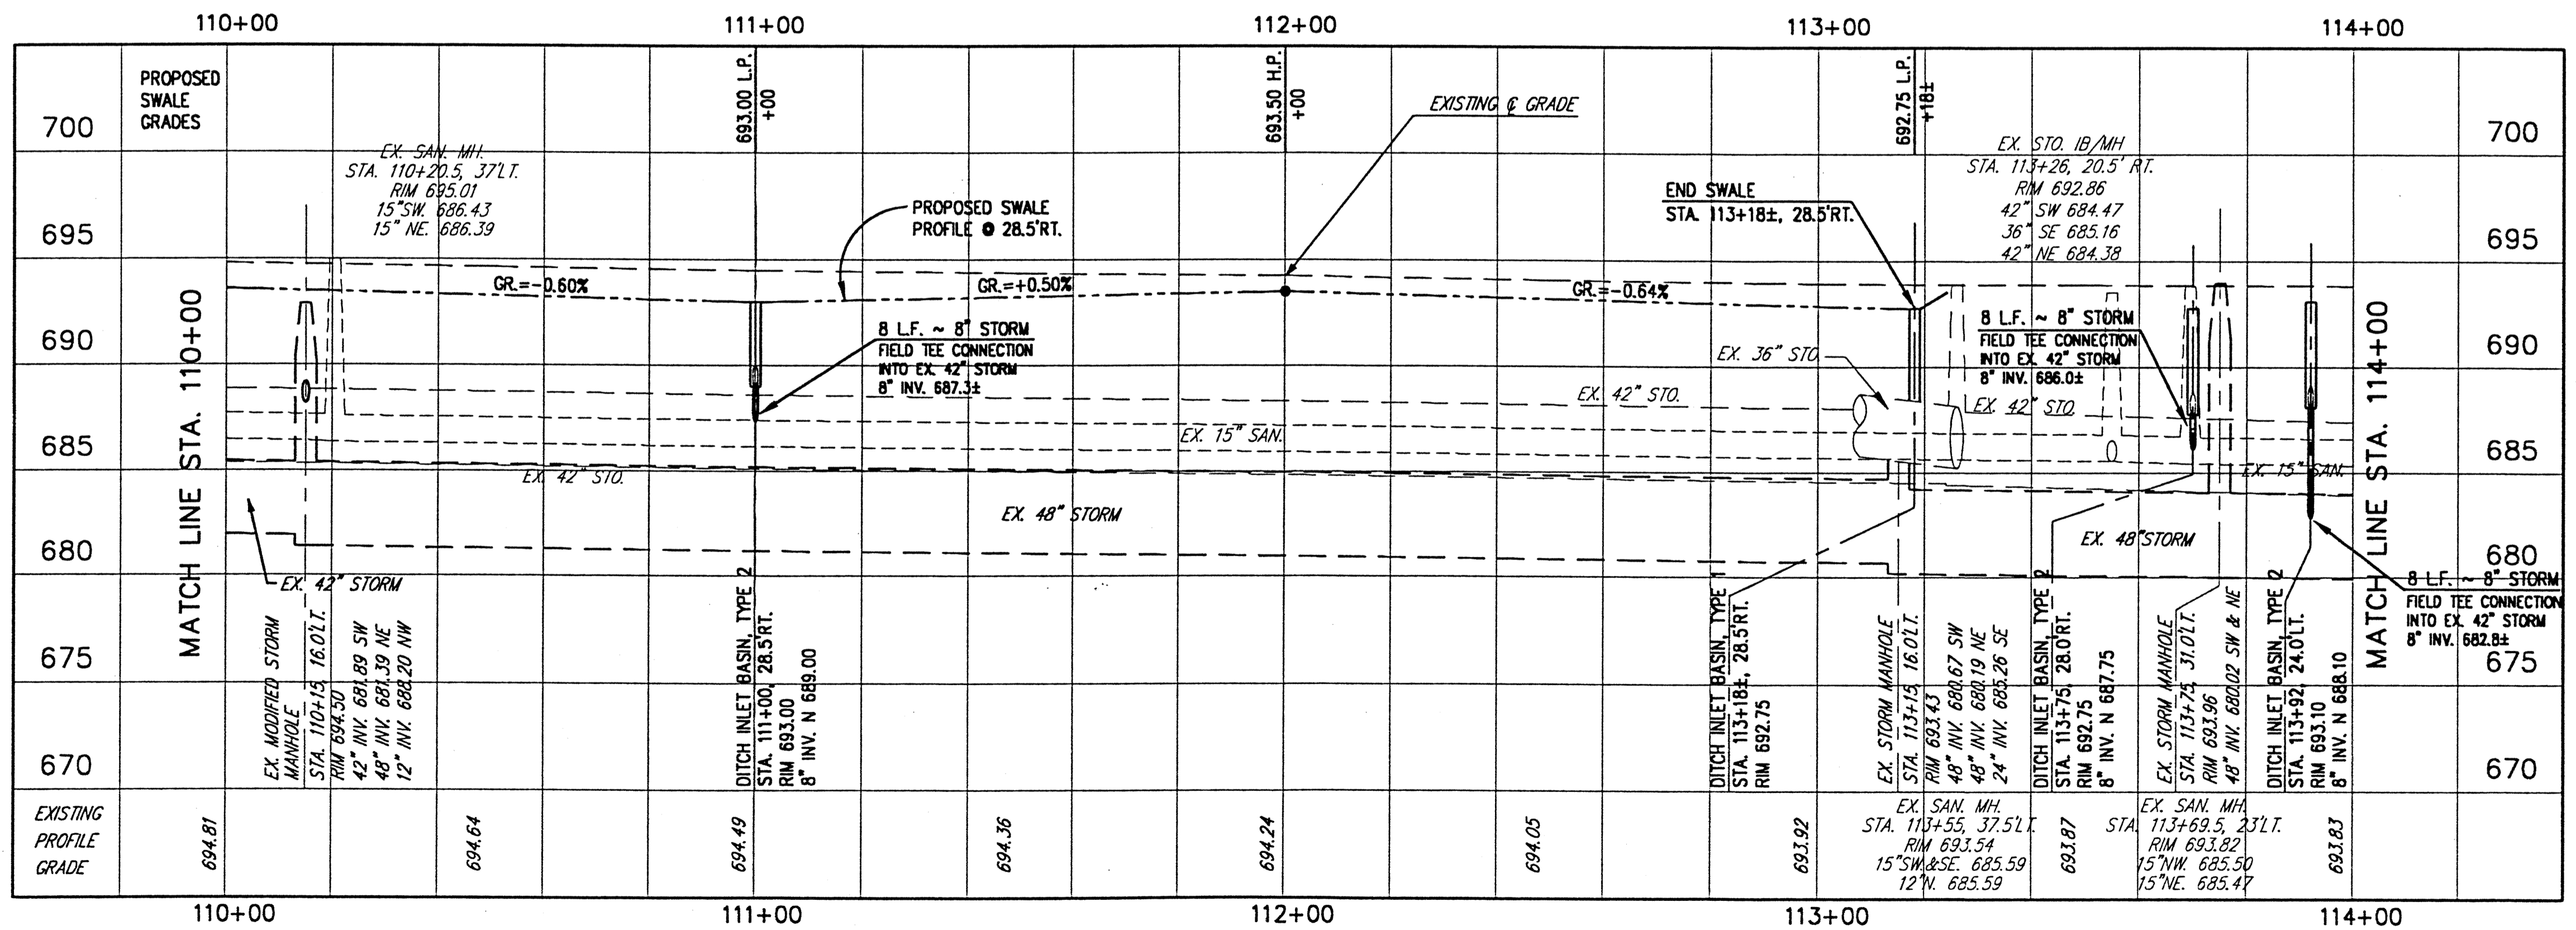 110+00 111+00 112+00 113+00 114+00
PROPOSED
SWALE
GRADES
693.00 L.P.
+00
693.50 H.P.
+00
692.75 L.P.
+18±
EXISTING ℄ GRADE
700
695
690
685
680
675
670
700
695
690
685
680
675
670
EX. SAN. MH.
STA. 110+20.5, 37'LT.
RIM 695.01
15"SW. 686.43
15" NE. 686.39
PROPOSED SWALE
PROFILE @ 28.5'RT.
END SWALE
STA. 113+18±, 28.5'RT.
EX. STO. IB/MH
STA. 113+26, 20.5' RT.
RIM 692.86
42" SW 684.47
36" SE 685.16
42" NE 684.38
GR.=-0.60%
GR.=+0.50%
GR.=-0.64%
MATCH LINE STA. 110+00
MATCH LINE STA. 114+00
8 L.F. ~ 8" STORM
FIELD TEE CONNECTION
INTO EX. 42" STORM
8" INV. 687.3±
8 L.F. ~ 8" STORM
FIELD TEE CONNECTION
INTO EX. 42" STORM
8" INV. 686.0±
EX. 36" STO.
EX. 42" STO.
EX. 42" STO.
EX. 15" SAN.
EX. 15" SAN.
EX. 42" STO.
EX. 48" STORM
EX. 48"STORM
EX. 42" STORM
8 L.F. ~ 8" STORM
FIELD TEE CONNECTION
INTO EX. 42" STORM
8" INV. 682.8±
EX. MODIFIED STORM
MANHOLE
STA. 110+15, 16.0'LT.
RIM 694.50
42" INV. 681.89 SW
48" INV. 681.39 NE
12" INV. 688.20 NW
DITCH INLET BASIN, TYPE 2
STA. 111+00, 28.5'RT.
RIM 693.00
8" INV. N 689.00
DITCH INLET BASIN, TYPE 1
STA. 113+18±, 28.5'RT.
RIM 692.75
EX. STORM MANHOLE
STA. 113+15, 16.0'LT.
RIM 693.43
48" INV. 680.67 SW
48" INV. 680.19 NE
24" INV. 685.26 SE
DITCH INLET BASIN, TYPE 2
STA. 113+75, 28.0'RT.
RIM 692.75
8" INV. N 687.75
EX. STORM MANHOLE
STA. 113+75, 31.0'LT.
RIM 693.96
48" INV. 680.02 SW & NE
DITCH INLET BASIN, TYPE 2
STA. 113+92, 24.0'LT.
RIM 693.10
8" INV. N 688.10
EXISTING
PROFILE
GRADE
694.81
694.64
694.49
694.36
694.24
694.05
693.92
693.87
693.83
EX. SAN. MH.
STA. 113+55, 37.5'LT.
RIM 693.54
15"SW.&SE. 685.59
12"N. 685.59
EX. SAN. MH.
STA. 113+69.5, 23'LT.
RIM 693.82
15"NW. 685.50
15"NE. 685.47
110+00 111+00 112+00 113+00 114+00